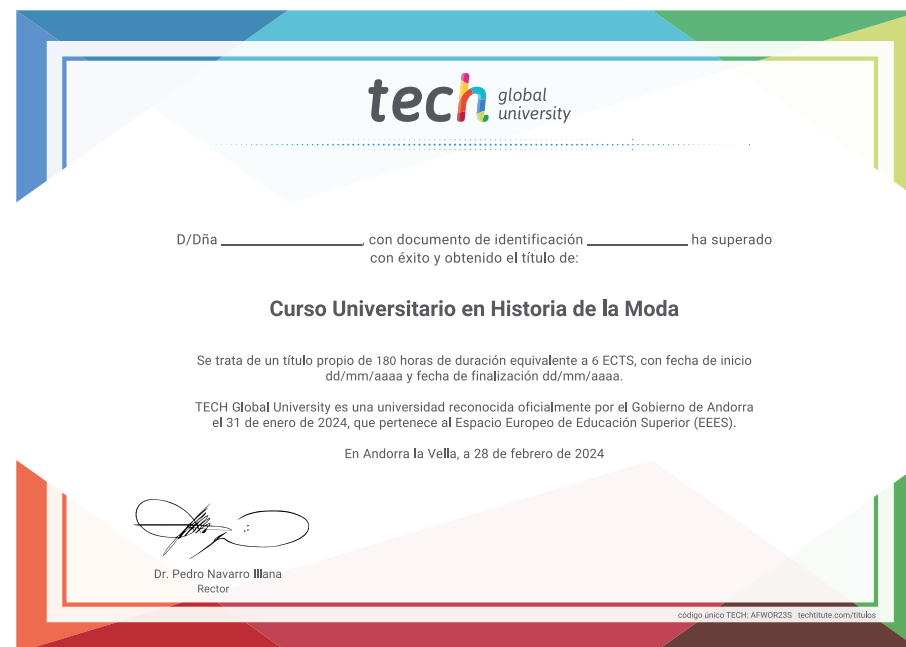 tech global university
D/Dña ____________________, con documento de identificación ______________ ha superado
con éxito y obtenido el título de:
Curso Universitario en Historia de la Moda
Se trata de un título propio de 180 horas de duración equivalente a 6 ECTS, con fecha de inicio
dd/mm/aaaa y fecha de finalización dd/mm/aaaa.
TECH Global University es una universidad reconocida oficialmente por el Gobierno de Andorra
el 31 de enero de 2024, que pertenece al Espacio Europeo de Educación Superior (EEES).
En Andorra la Vella, a 28 de febrero de 2024
Dr. Pedro Navarro Illana
Rector
código único TECH: AFWOR23S techtitute.com/titulos